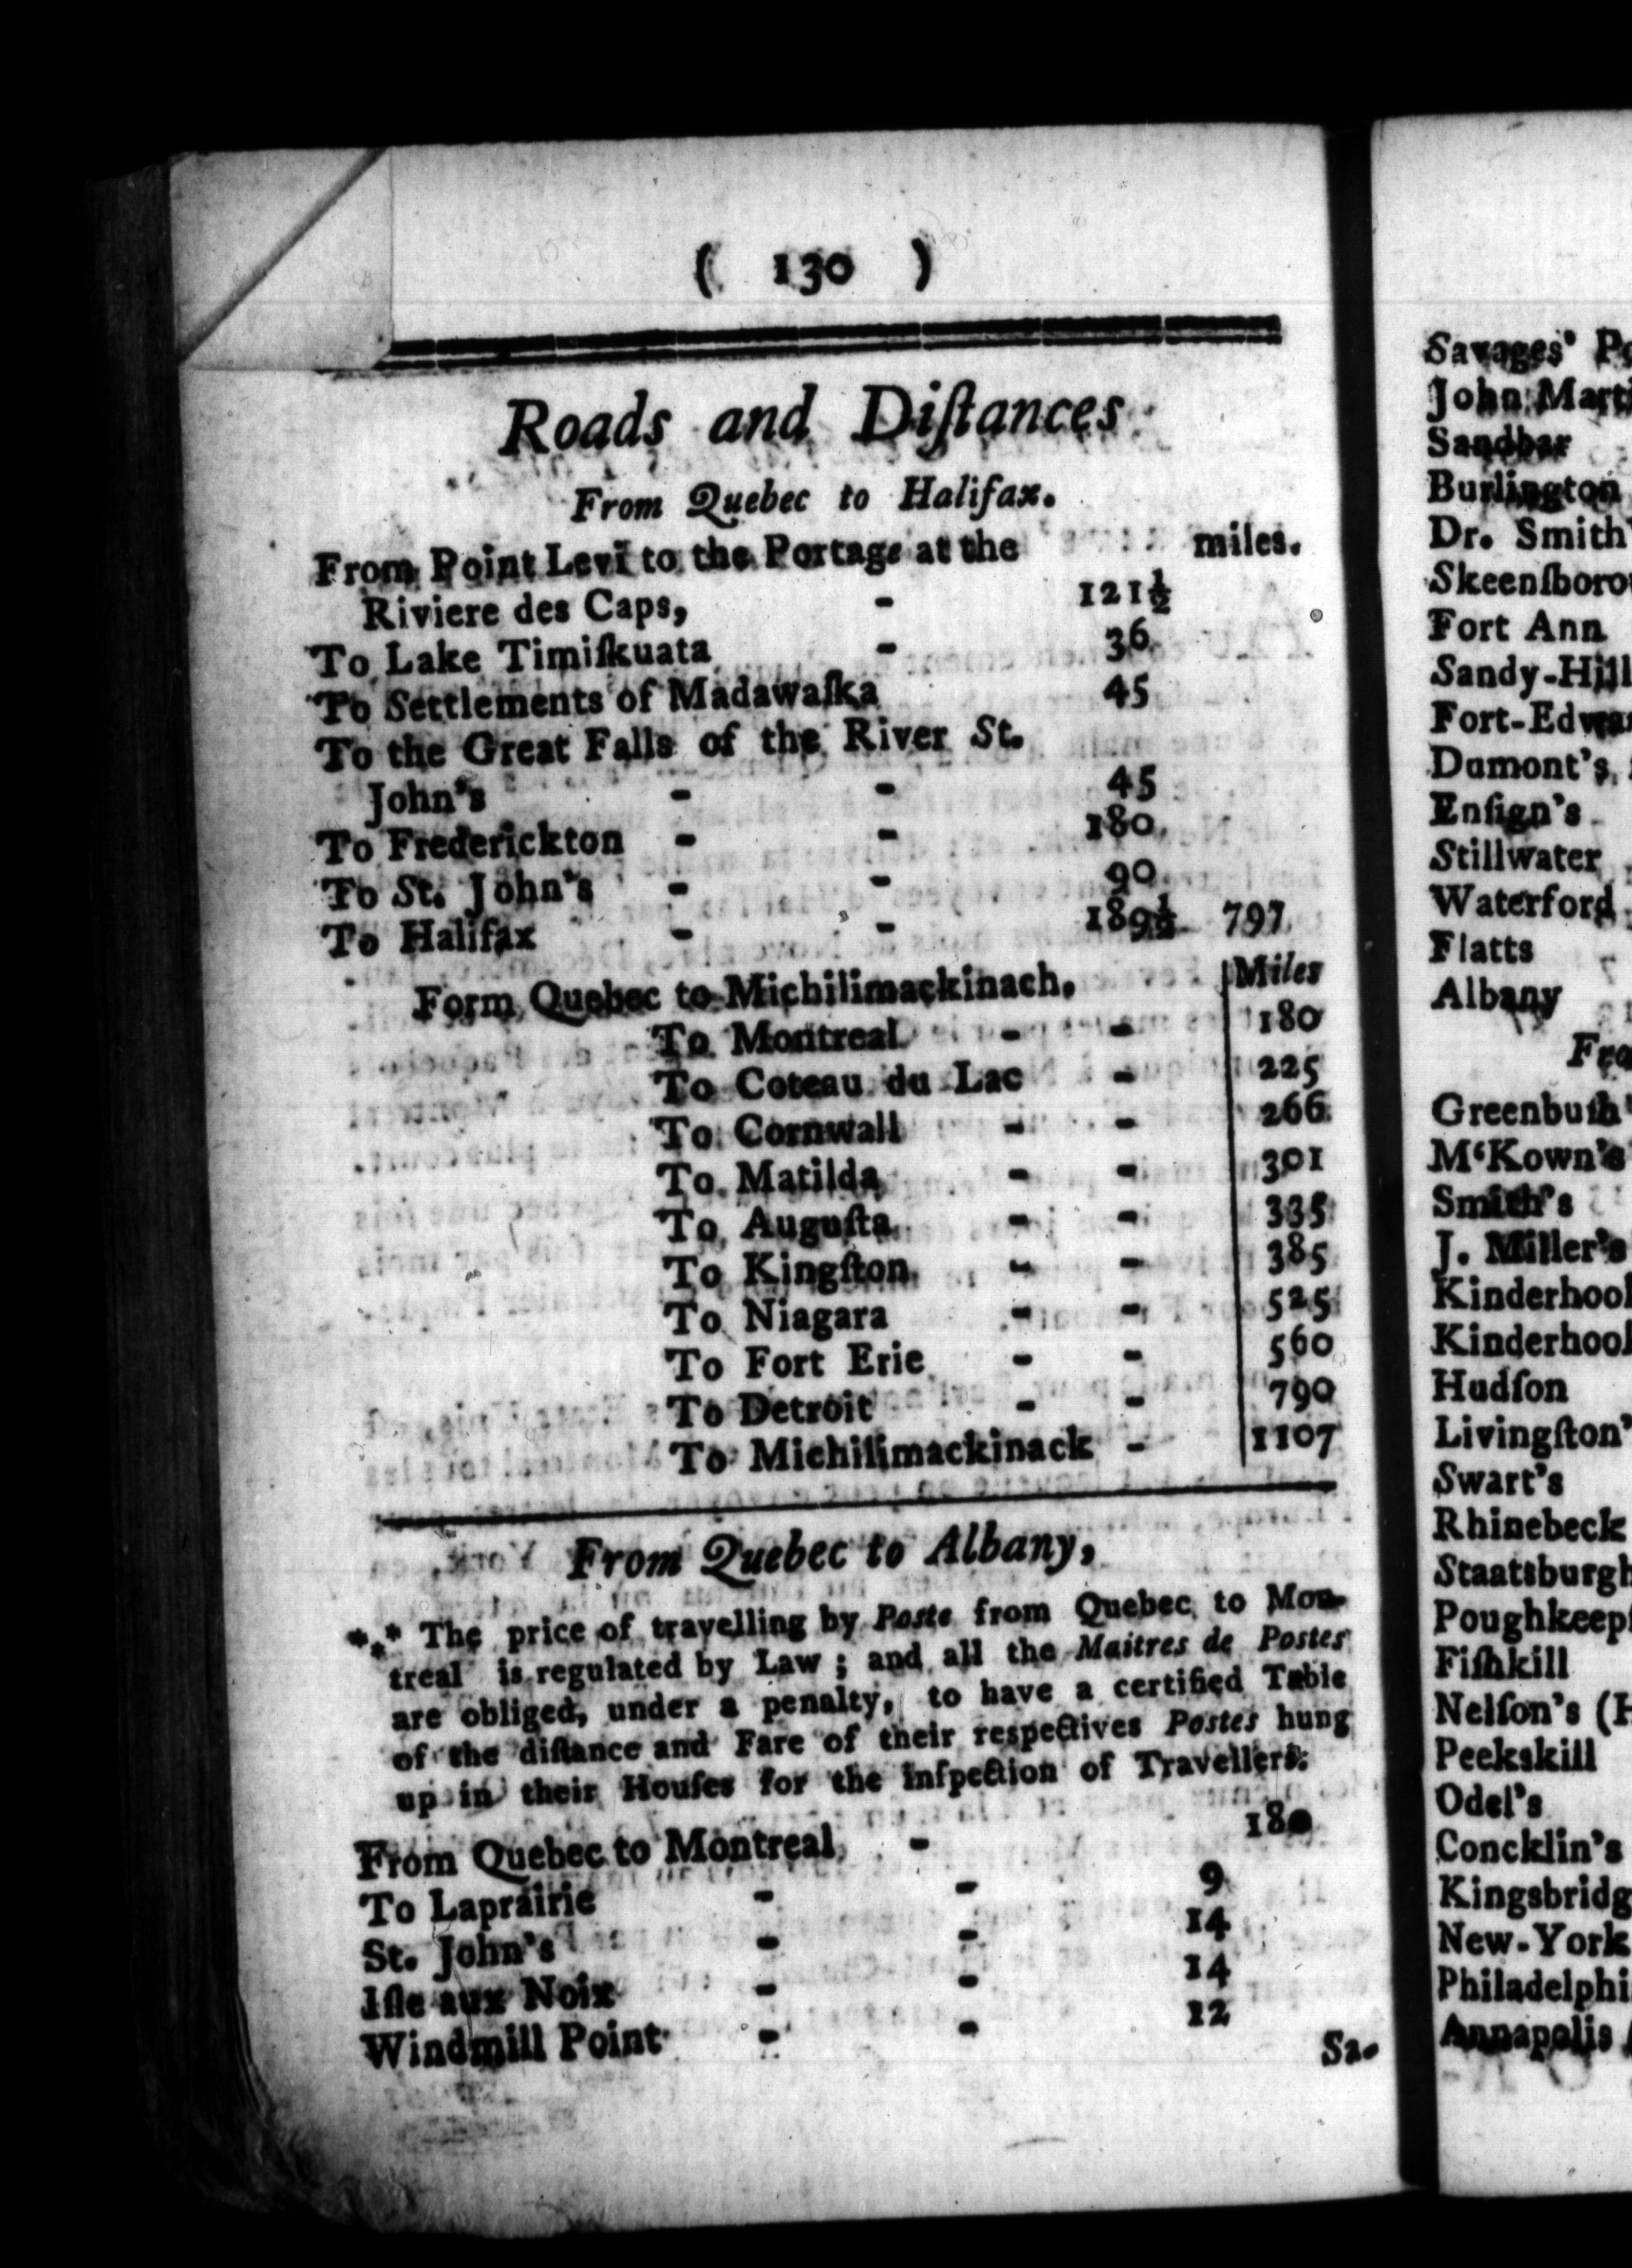 ( 130 )
Roads and Diſtances
From Quebec to Halifax.
From Point Levi to the Portage at the miles.
Riviere des Caps, - 121½
To Lake Timiſkuata - 36
To Settlements of Madawaſka 45
To the Great Falls of the River St.
John's - - 45
To Frederickton - - 180
To St. John's - - 90
To Halifax - - 189½ 797
Form Quebec to Michilimackinach. Miles
To Montreal - - 180
To Coteau du Lac - 225
To Cornwall - - 266
To Matilda - - 301
To Auguſta - - 335
To Kingſton - - 385
To Niagara - - 525
To Fort Erie - - 560
To Detroit - - 790
To Michilimackinack - 1107
From Quebec to Albany,
*** The price of travelling by Poste from Quebec to Mon-
treal is regulated by Law ; and all the Maitres de Postes
are obliged, under a penalty, to have a certified Table
of the diſtance and Fare of their respectives Postes hung
up in their Houſes for the inſpection of Travellers.
From Quebec to Montreal - 180
To Laprairie - - 9
St. John's - - 14
Iſle aux Noix - - 14
Windmill Point - - 12
Sa-
Savages'
John
Sandbar
Burlington
Dr. Smith'
Skeenſboro
Fort Ann
Sandy-Hill
Fort-Edwa
Dumont's
Enſign's
Stillwater
Waterford
Flatts
Albany
Fro
Greenbuſh
M'Kown's
Smith's
J. Miller's
Kinderhook
Kinderhook
Hudſon
Livingſton'
Swart's
Rhinebeck
Staatsburgh
Poughkeepſ
Fiſhkill
Nelſon's (H
Peekskill
Odel's
Concklin's
Kingsbridg
New-York
Philadelphi
Annapolis